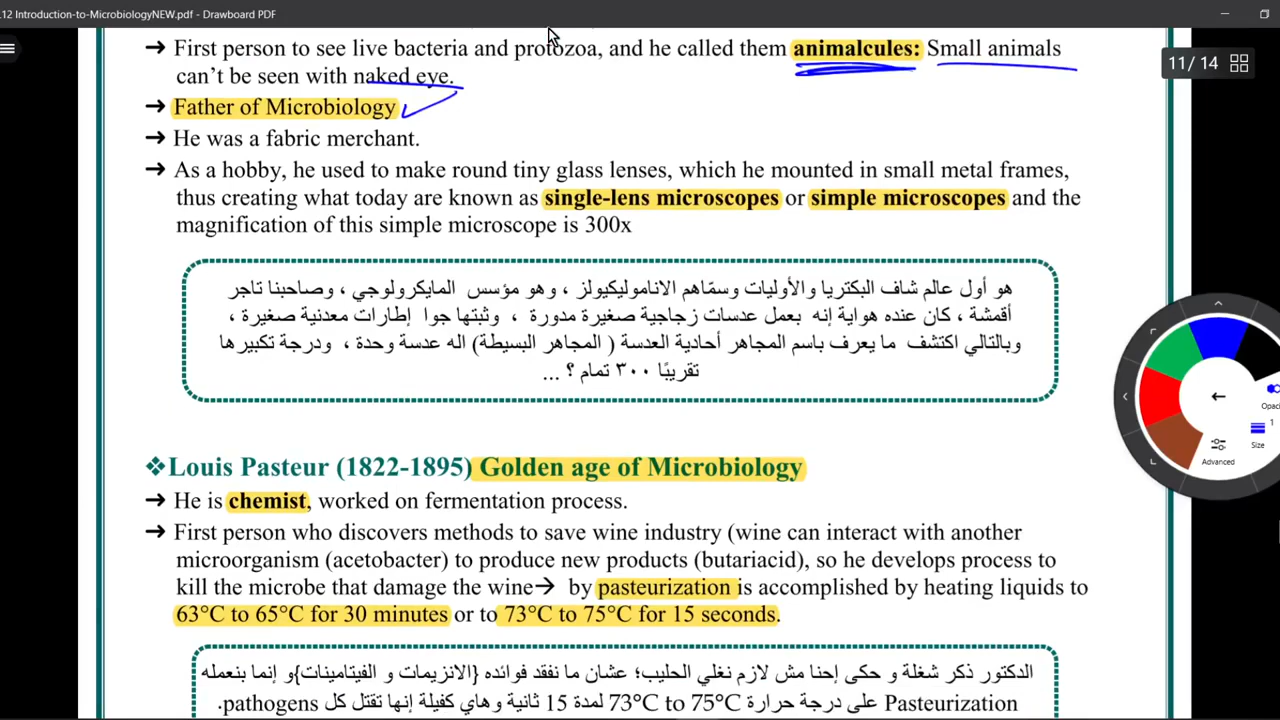 .12 Introduction-to-MicrobiologyNEW.pdf - Drawboard PDF
➔ First person to see live bacteria and protozoa, and he called them animalcules: Small animals
can’t be seen with naked eye.
11/ 14
➔ Father of Microbiology
➔ He was a fabric merchant.
➔ As a hobby, he used to make round tiny glass lenses, which he mounted in small metal frames,
thus creating what today are known as single-lens microscopes or simple microscopes and the
magnification of this simple microscope is 300x
هو أول عالم شاف البكتريا والأوليات وسمّاهم الاناموليكيولز ، وهو مؤسس المايكرولوجي ، وصاحبنا تاجر
أقمشة ، كان عنده هواية إنه بعمل عدسات زجاجية صغيرة مدورة ، وثبتها جوا إطارات معدنية صغيرة ،
وبالتالي اكتشف ما يعرف باسم المجاهر أحادية العدسة ( المجاهر البسيطة) اله عدسة وحدة ، ودرجة تكبيرها
تقريبًا ٣٠٠ تمام ؟ ...
Opaci
1
Size
Advanced
❖Louis Pasteur (1822-1895) Golden age of Microbiology
➔ He is chemist, worked on fermentation process.
➔ First person who discovers methods to save wine industry (wine can interact with another
microorganism (acetobacter) to produce new products (butariacid), so he develops process to
kill the microbe that damage the wine➔ by pasteurization is accomplished by heating liquids to
63°C to 65°C for 30 minutes or to 73°C to 75°C for 15 seconds.
الدكتور ذكر شغلة و حكى إحنا مش لازم نغلي الحليب؛ عشان ما نفقد فوائده {الانزيمات و الفيتامينات}و إنما بنعمله
Pasteurization على درجة حرارة 73°C to 75°C لمدة 15 ثانية وهاي كفيلة إنها تقتل كل pathogens.